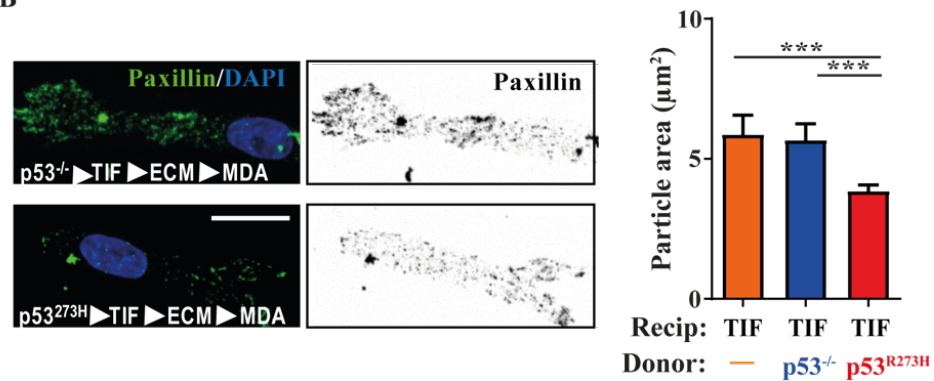 B
Paxillin/DAPI
Paxillin
p53-/- ▶TIF ▶ECM ▶MDA
p53273H▶TIF ▶ECM ▶MDA
10
***
***
5
0
Particle area (μm²)
Recip: TIF TIF TIF
Donor: — p53-/- p53R273H